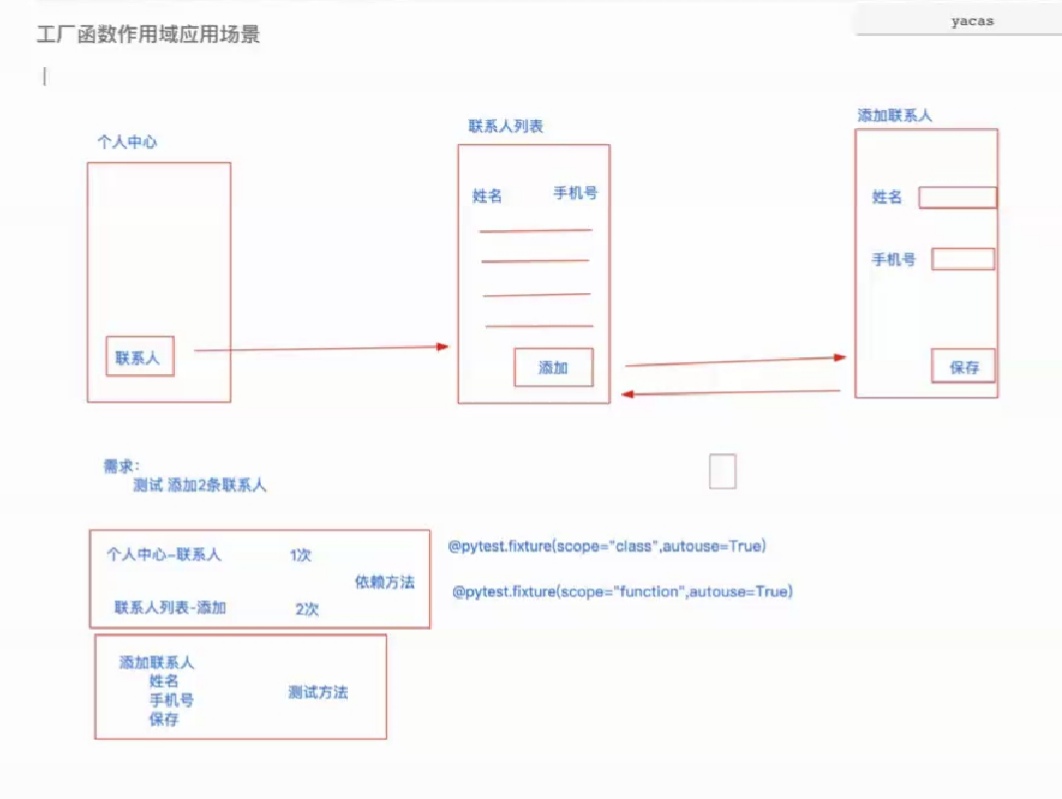 工厂函数作用域应用场景
yacas
个人中心
联系人列表
添加联系人
姓名
手机号
姓名
手机号
联系人
添加
保存
需求：
测试 添加2条联系人
个人中心-联系人 1次
@pytest.fixture(scope="class",autouse=True)
依赖方法
联系人列表-添加 2次
@pytest.fixture(scope="function",autouse=True)
添加联系人
姓名
手机号
保存
测试方法